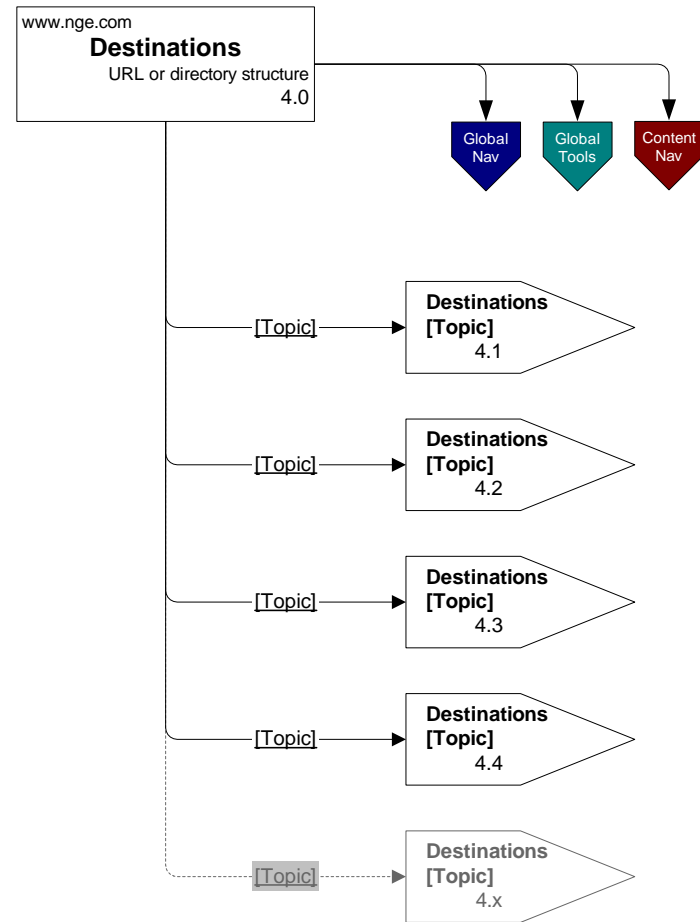 www.nge.com
Destinations
URL or directory structure
4.0
Global
Nav
Global
Tools
Content
Nav
[Topic]
Destinations
[Topic]
4.1
[Topic]
Destinations
[Topic]
4.2
[Topic]
Destinations
[Topic]
4.3
[Topic]
Destinations
[Topic]
4.4
[Topic]
Destinations
[Topic]
4.x